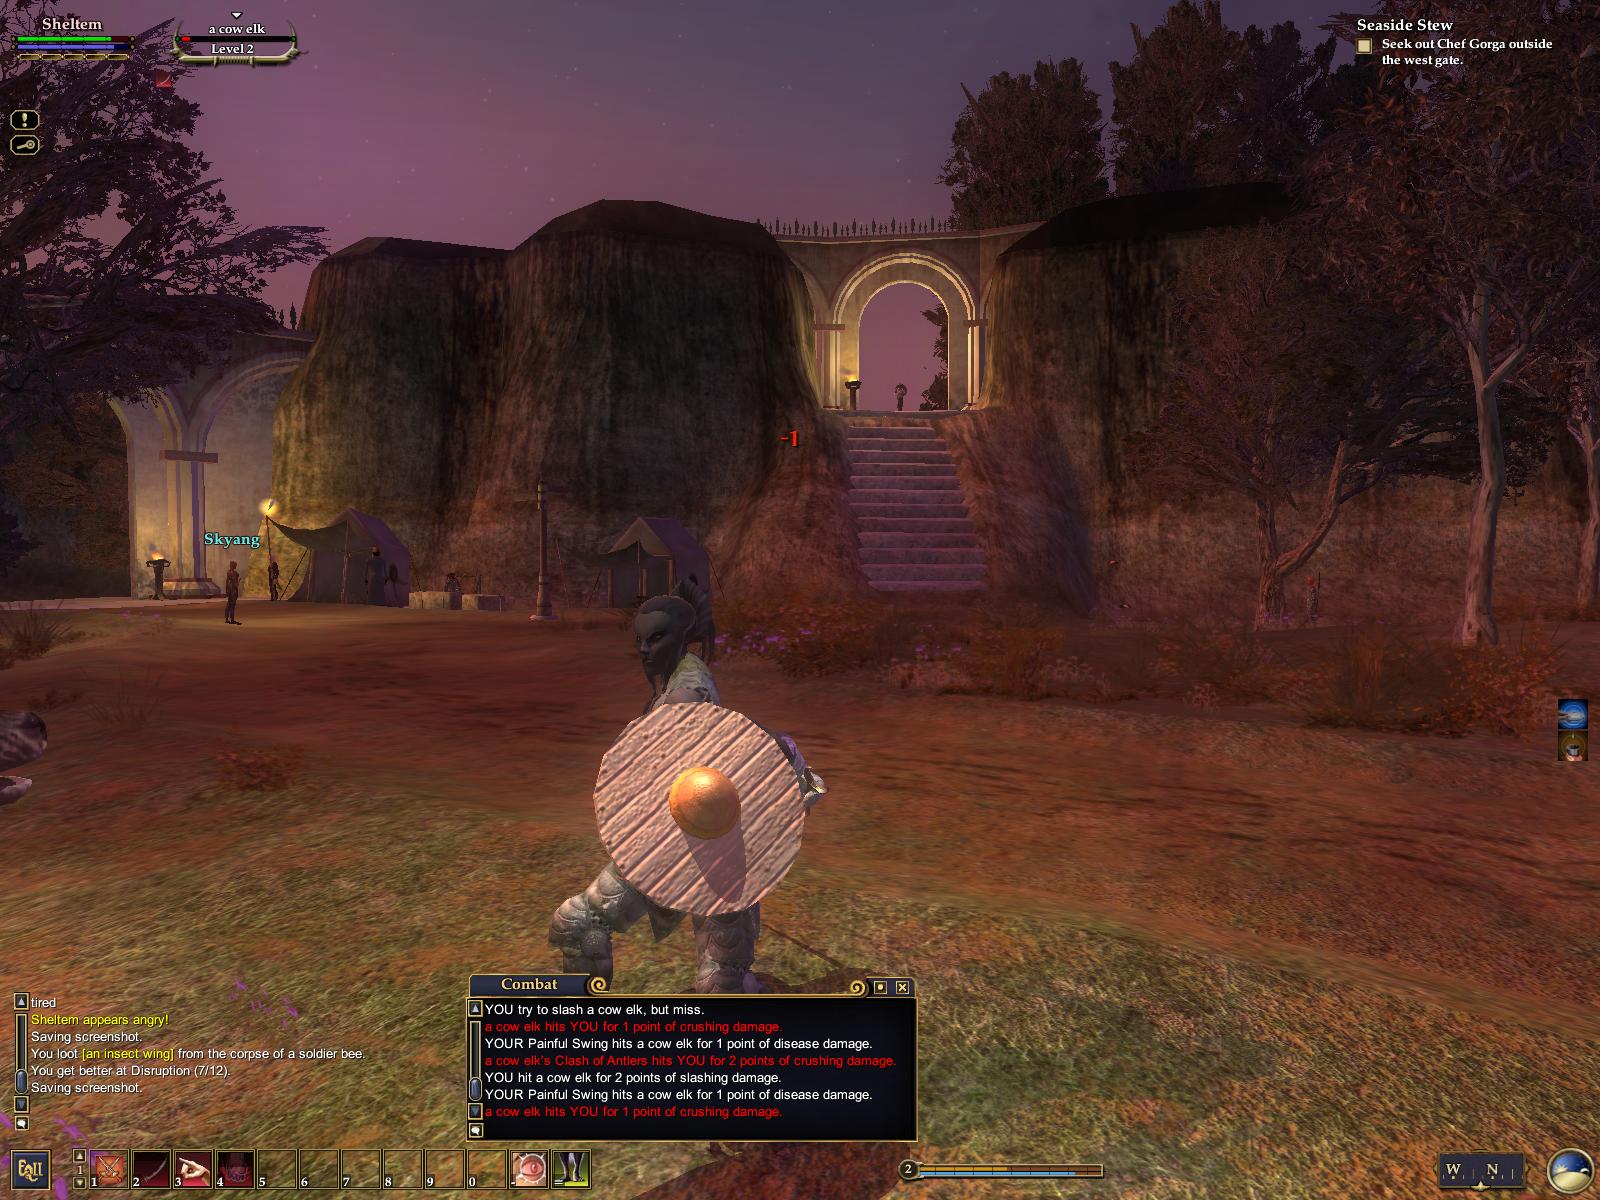 Sheltem
a cow elk
Level 2
Seaside Stew
Seek out Chef Gorga outside
the west gate.
-1
Skyang
tired
Sheltem appears angry!
Saving screenshot.
You loot [an insect wing] from the corpse of a soldier bee.
You get better at Disruption (7/12).
Saving screenshot.
Combat
YOU try to slash a cow elk, but miss.
a cow elk hits YOU for 1 point of crushing damage.
YOUR Painful Swing hits a cow elk for 1 point of disease damage.
a cow elk's Clash of Antlers hits YOU for 2 points of crushing damage.
YOU hit a cow elk for 2 points of slashing damage.
YOUR Painful Swing hits a cow elk for 1 point of disease damage.
a cow elk hits YOU for 1 point of crushing damage.
EQII 1 1 2 3 4 5 6 7 8 9 0 - =
2
W N